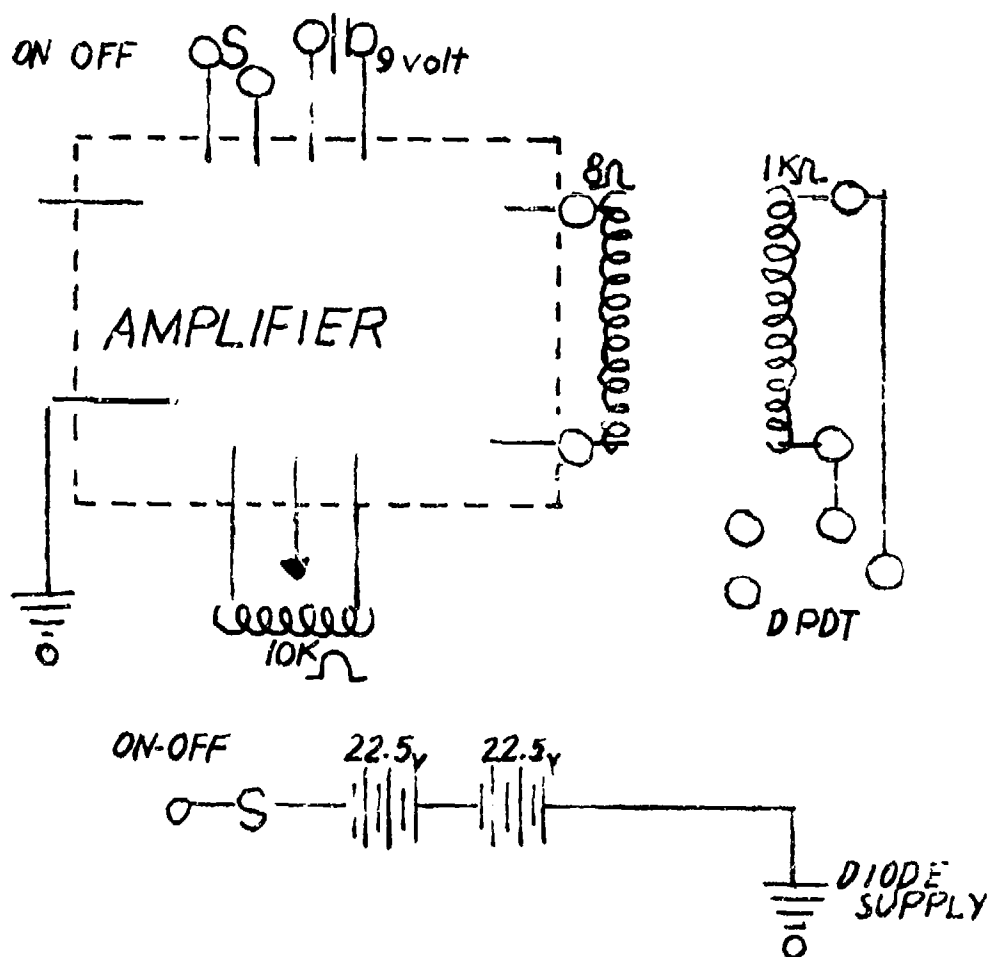 ON OFF S 9 volt
8Ω 1KΩ
AMPLIFIER
10KΩ
DPDT
ON-OFF 22.5v 22.5v
S
DIODE
SUPPLY